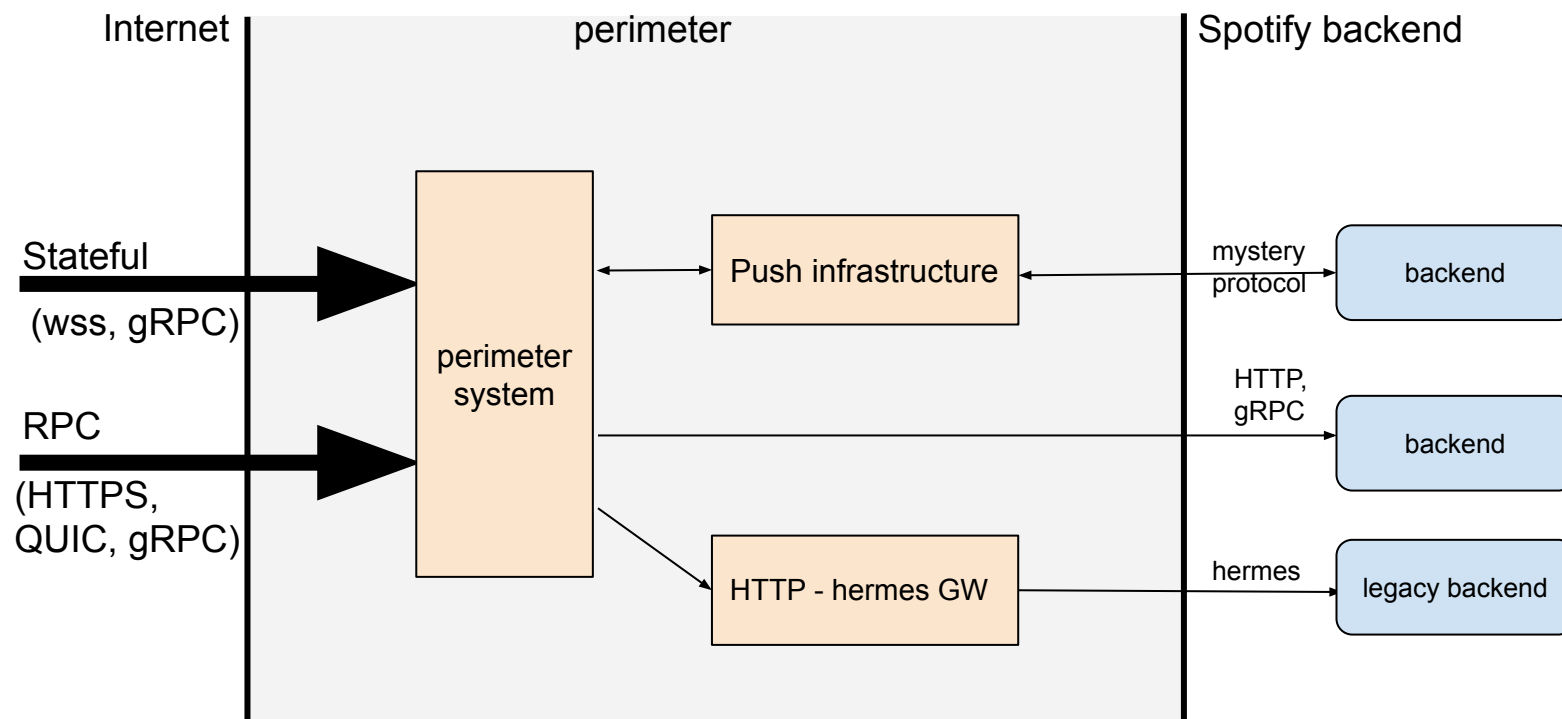 Internet
perimeter
Spotify backend
Stateful
(wss, gRPC)
RPC
(HTTPS,
QUIC, gRPC)
perimeter
system
Push infrastructure
HTTP - hermes GW
mystery
protocol
HTTP,
gRPC
hermes
backend
backend
legacy backend